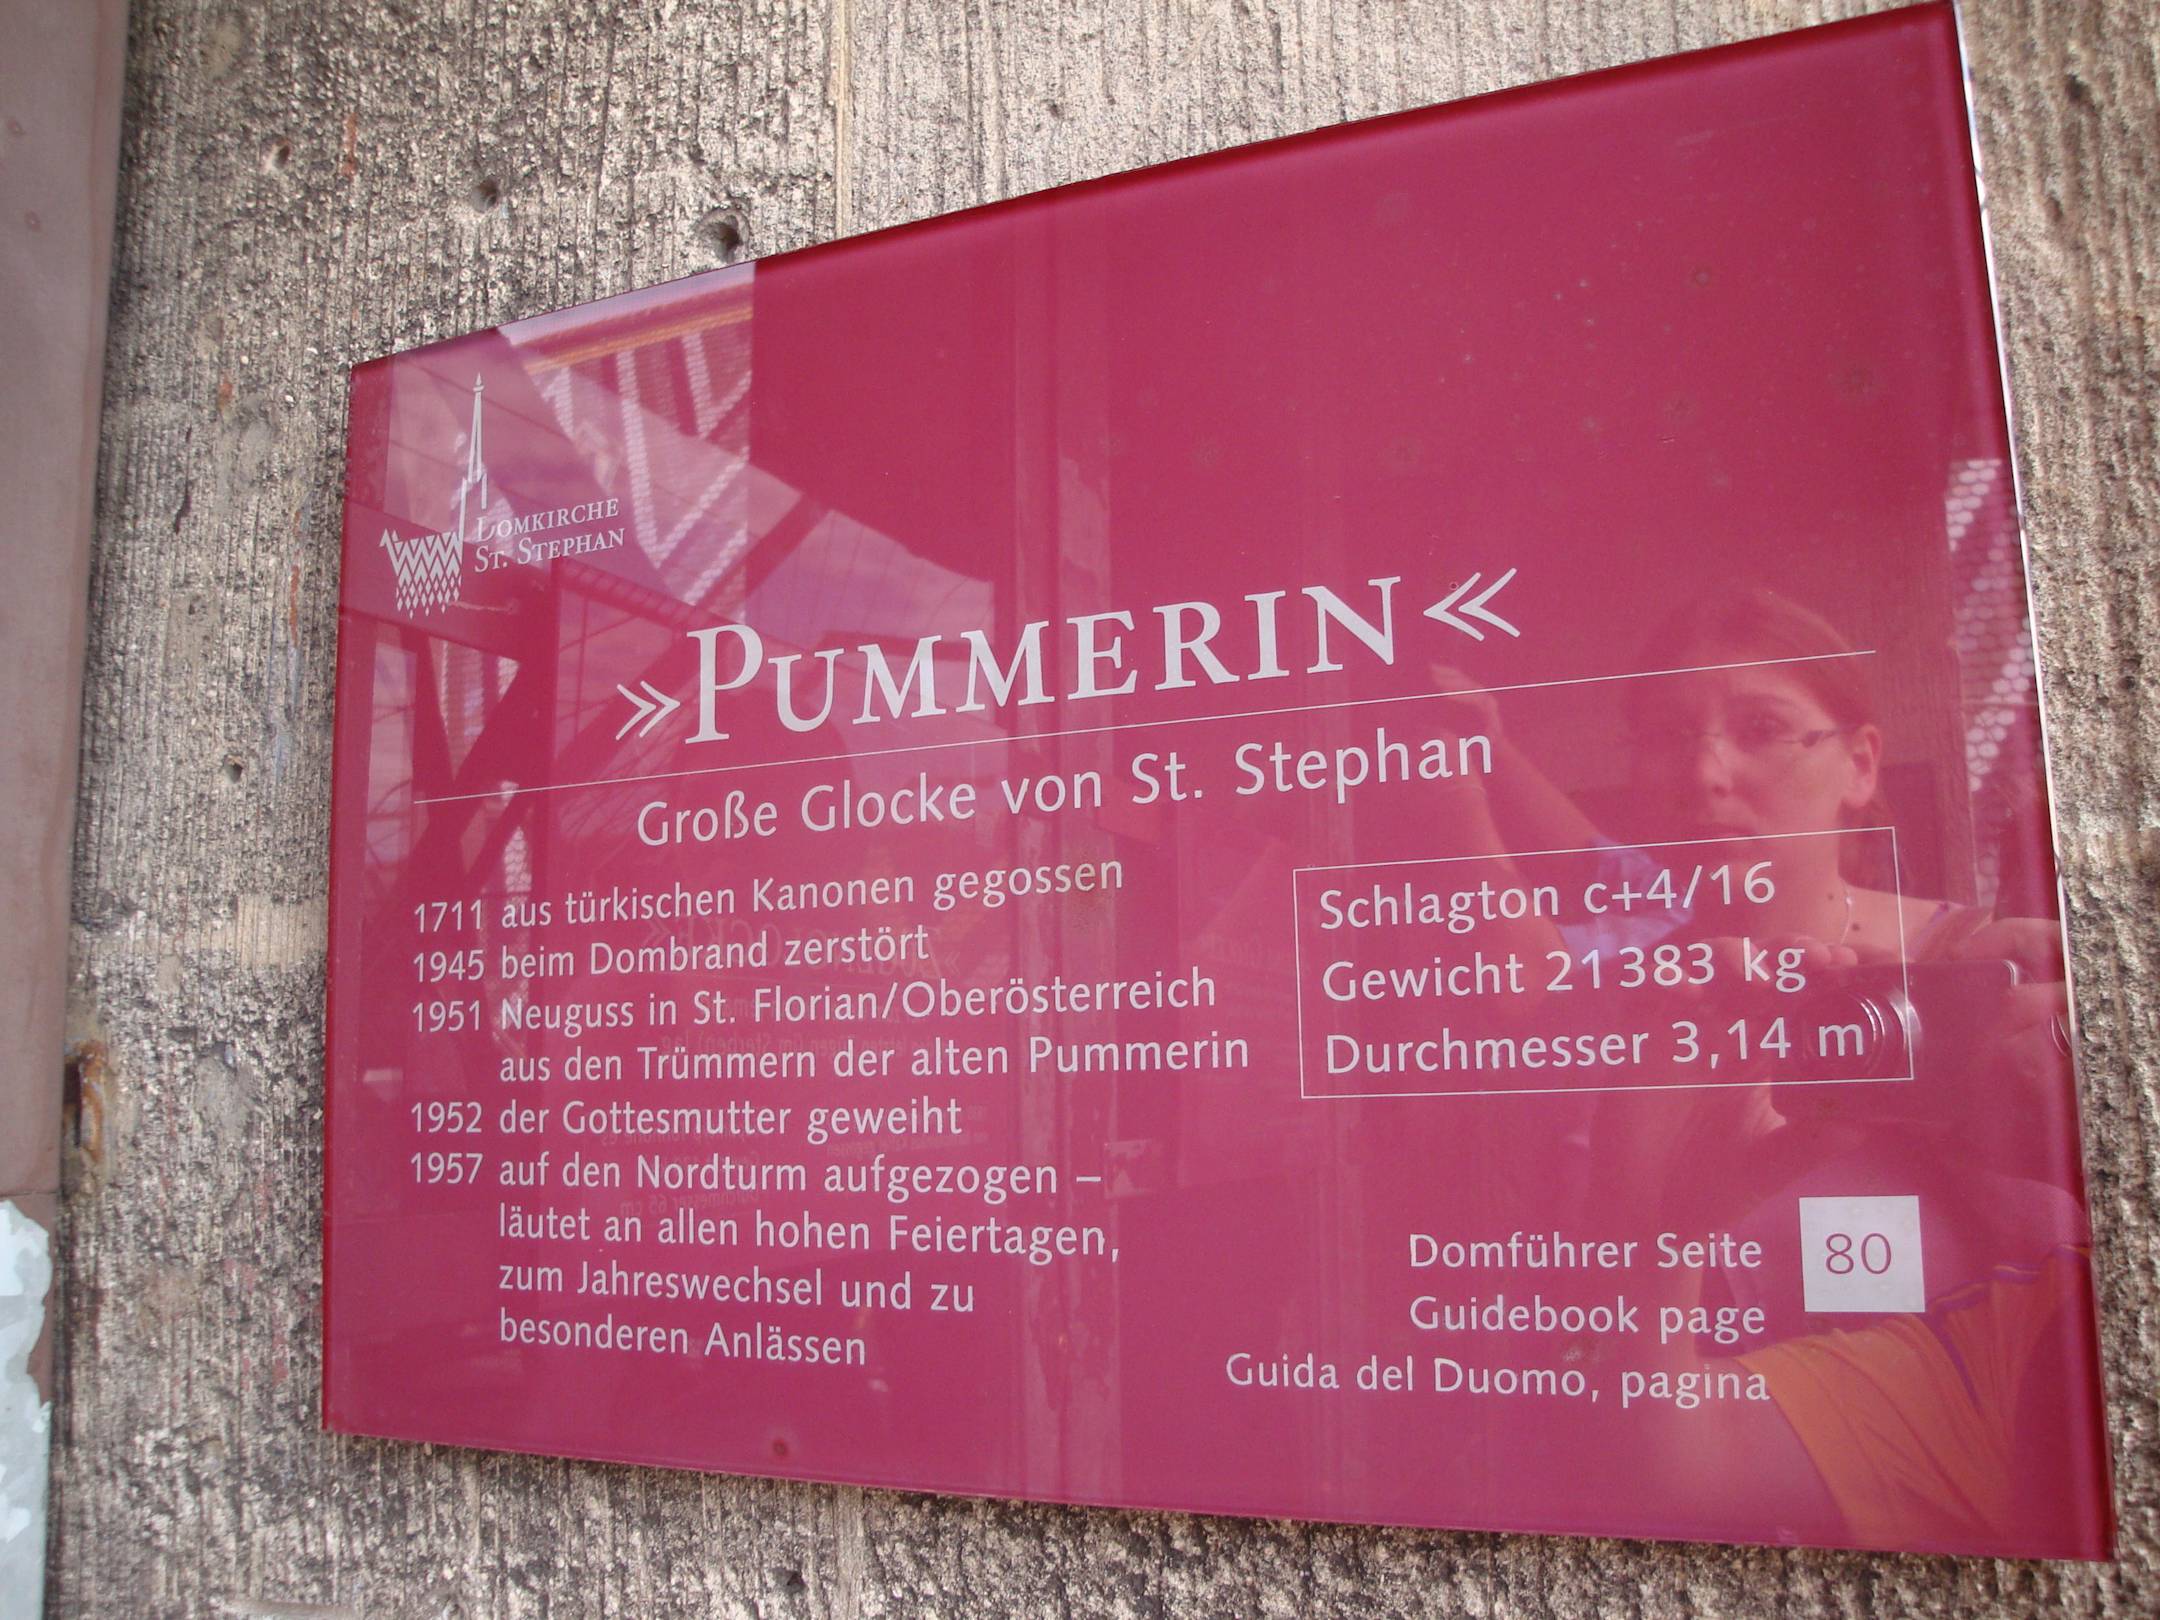 DOMKIRCHE
ST. STEPHAN
»PUMMERIN«
Große Glocke von St. Stephan
1711 aus türkischen Kanonen gegossen
1945 beim Dombrand zerstört
1951 Neuguss in St. Florian/Oberösterreich
aus den Trümmern der alten Pummerin
1952 der Gottesmutter geweiht
1957 auf den Nordturm aufgezogen –
läutet an allen hohen Feiertagen,
zum Jahreswechsel und zu
besonderen Anlässen
Schlagton c+4/16
Gewicht 21383 kg
Durchmesser 3,14 m
Domführer Seite 80
Guidebook page
Guida del Duomo, pagina